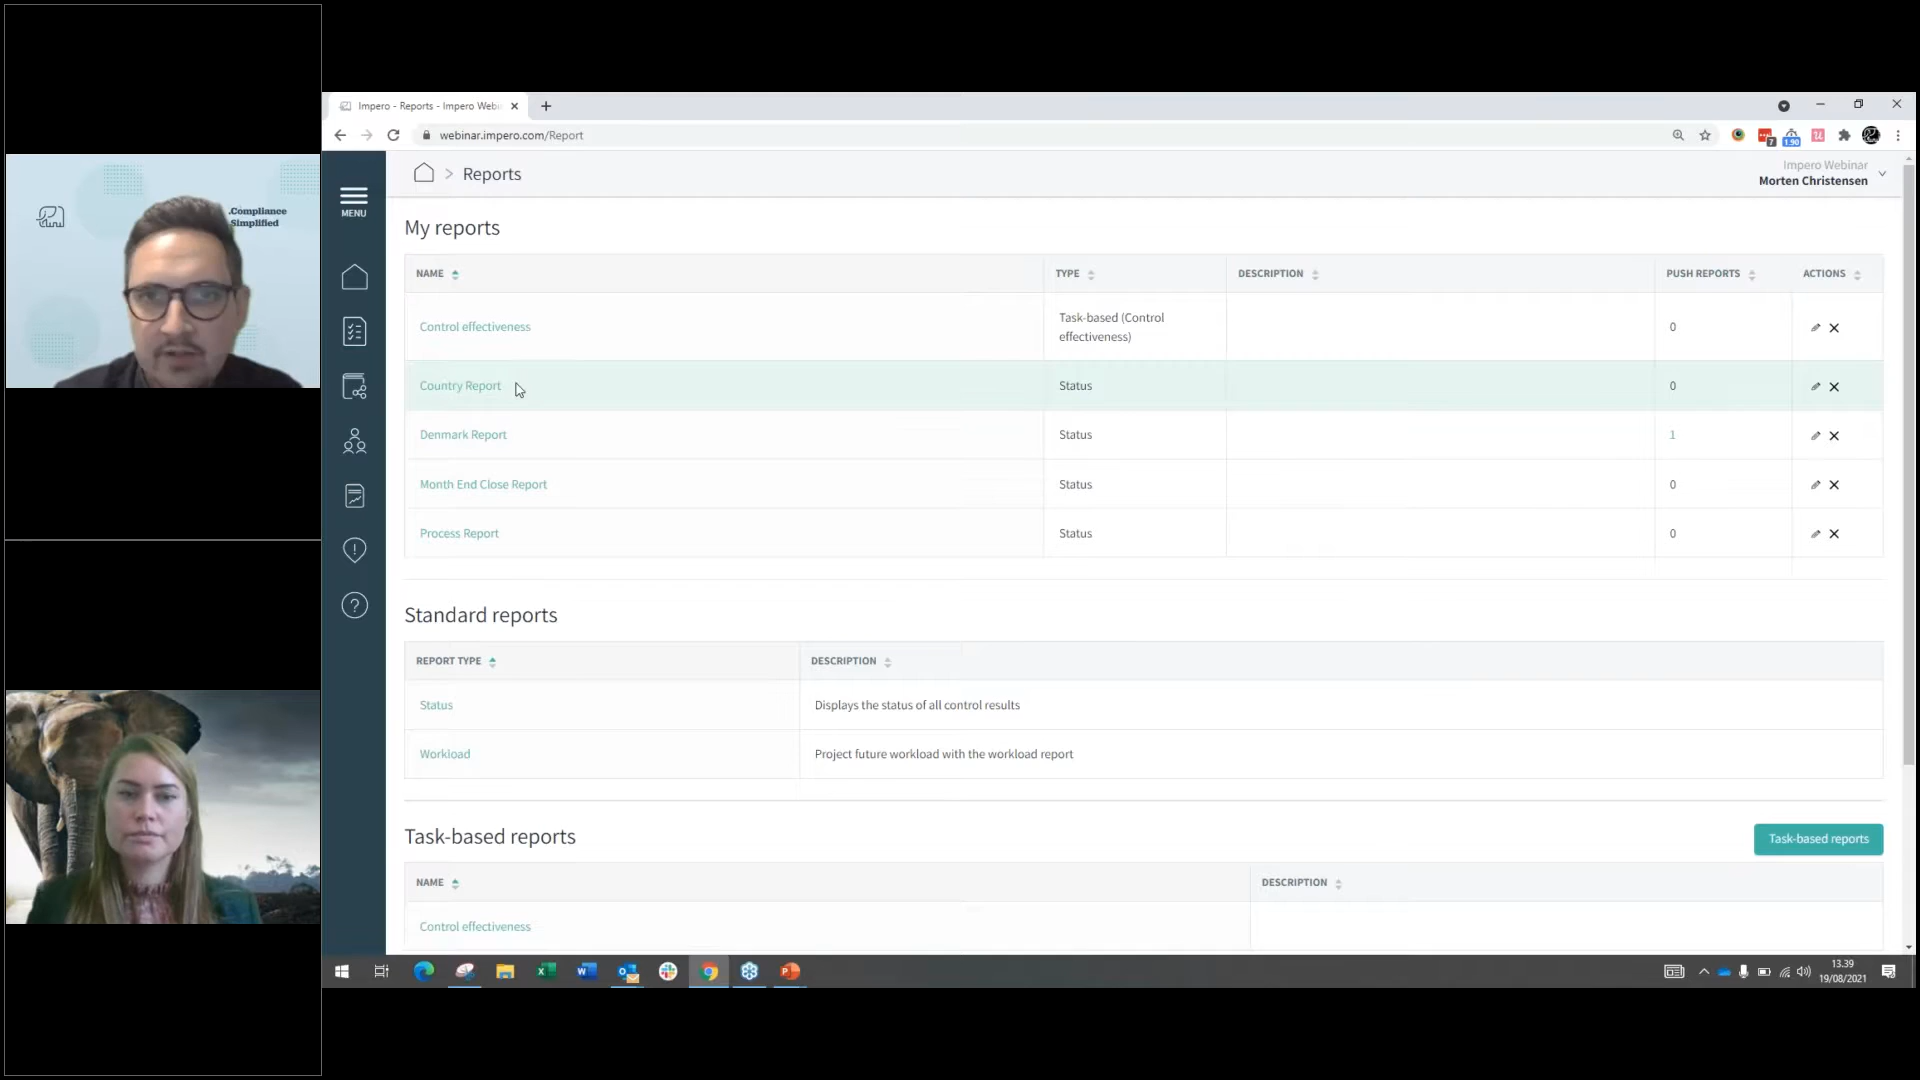 .Compliance
Simplified
Impero - Reports - Impero Webi
webinar.impero.com/Report
7
1.90
MENU
> Reports
Impero Webinar
Morten Christensen
My reports
NAME TYPE DESCRIPTION PUSH REPORTS ACTIONS
Control effectiveness Task-based (Control effectiveness) 0
Country Report Status 0
Denmark Report Status 1
Month End Close Report Status 0
Process Report Status 0
Standard reports
REPORT TYPE DESCRIPTION
Status Displays the status of all control results
Workload Project future workload with the workload report
Task-based reports
Task-based reports
NAME DESCRIPTION
Control effectiveness
13.39
19/08/2021